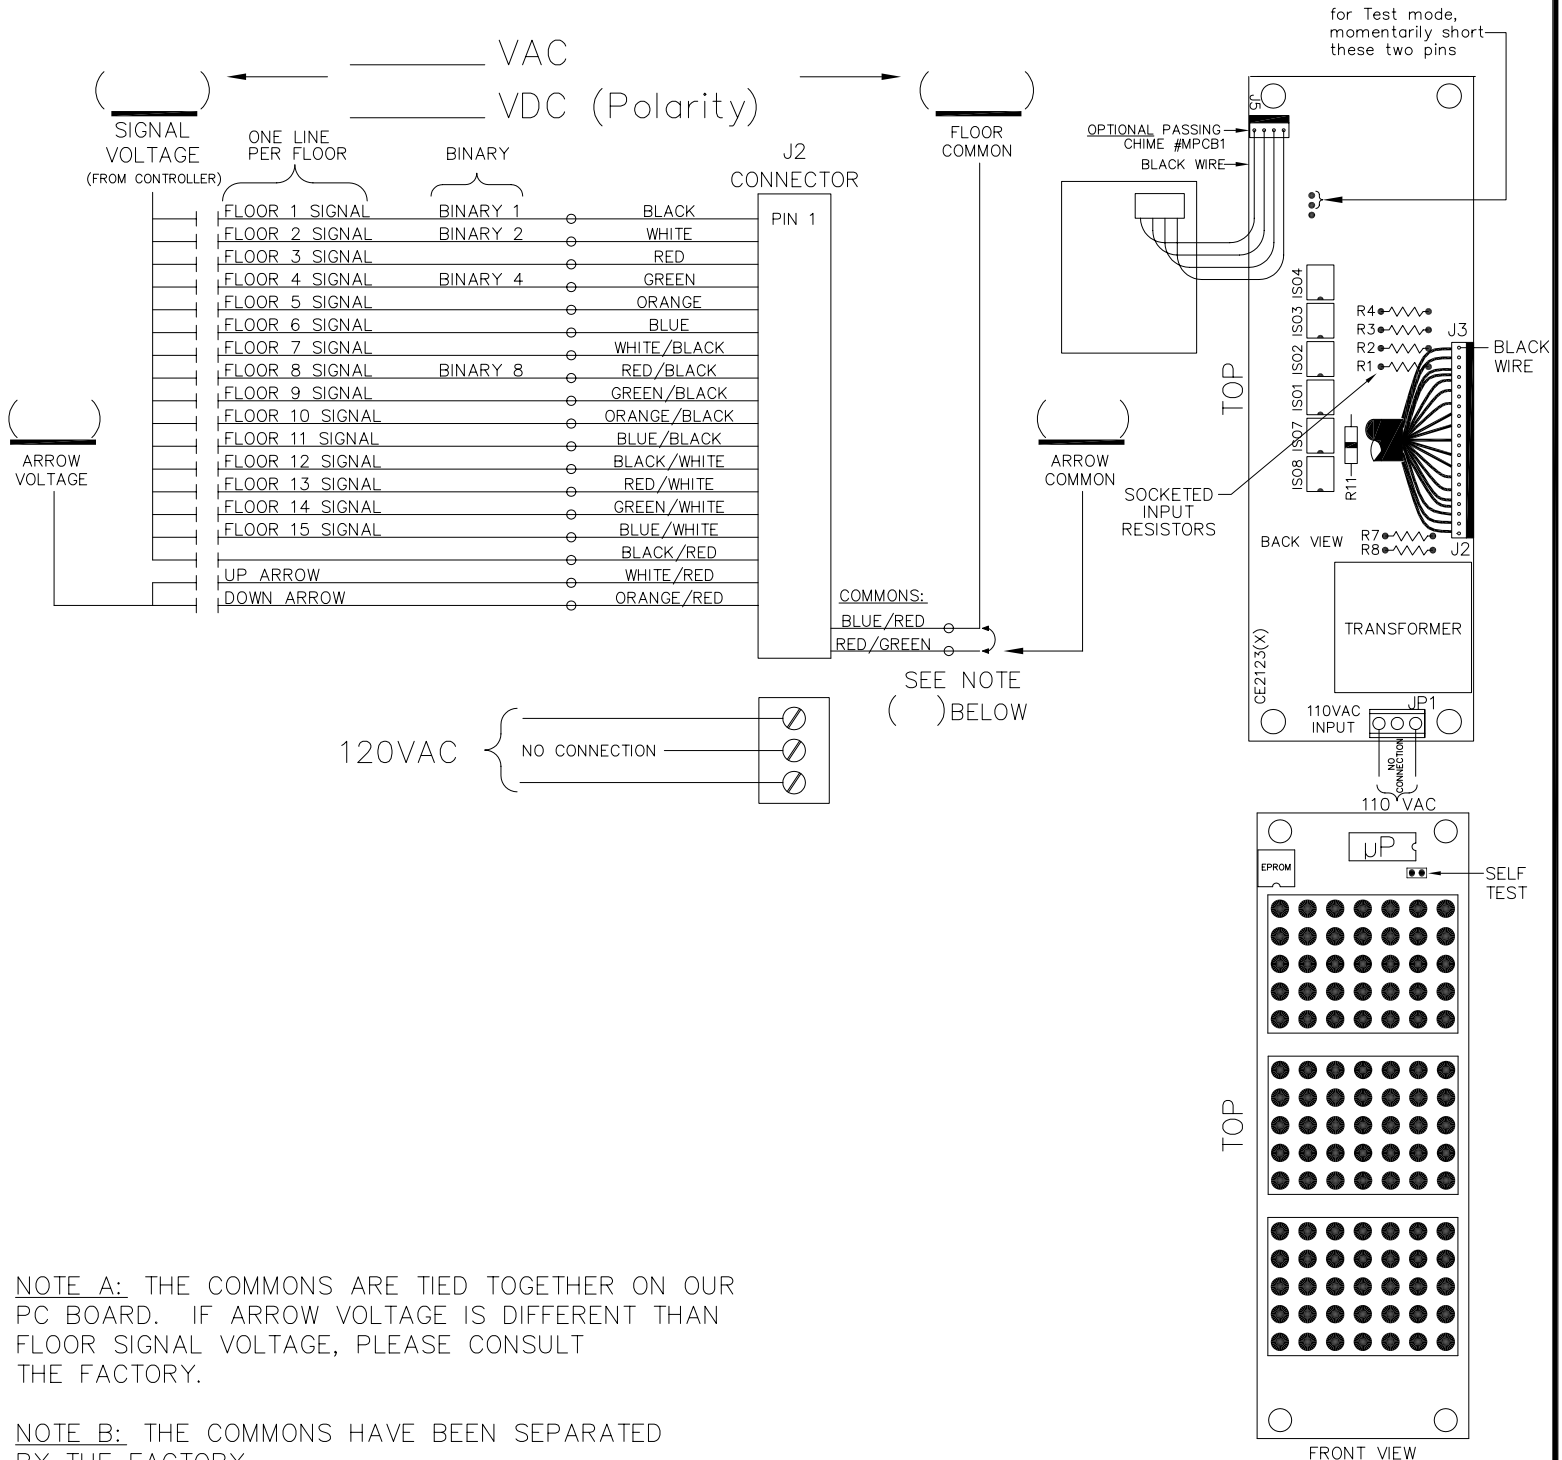 for Test mode,
momentarily short
these two pins
VAC
VDC (Polarity)
SIGNAL
VOLTAGE
(FROM CONTROLLER)
ONE LINE
PER FLOOR
BINARY
J2
CONNECTOR
FLOOR
COMMON
PIN 1
FLOOR 1 SIGNAL BINARY 1 BLACK
FLOOR 2 SIGNAL BINARY 2 WHITE
FLOOR 3 SIGNAL RED
FLOOR 4 SIGNAL BINARY 4 GREEN
FLOOR 5 SIGNAL ORANGE
FLOOR 6 SIGNAL BLUE
FLOOR 7 SIGNAL WHITE/BLACK
FLOOR 8 SIGNAL BINARY 8 RED/BLACK
FLOOR 9 SIGNAL GREEN/BLACK
FLOOR 10 SIGNAL ORANGE/BLACK
FLOOR 11 SIGNAL BLUE/BLACK
FLOOR 12 SIGNAL BLACK/WHITE
FLOOR 13 SIGNAL RED/WHITE
FLOOR 14 SIGNAL GREEN/WHITE
FLOOR 15 SIGNAL BLUE/WHITE
BLACK/RED
UP ARROW WHITE/RED
DOWN ARROW ORANGE/RED
ARROW
VOLTAGE
ARROW
COMMON
COMMONS:
BLUE/RED
RED/GREEN
SEE NOTE
( )BELOW
120VAC
NO CONNECTION
J5
OPTIONAL PASSING
CHIME #MPCB1
BLACK WIRE
TOP
ISO4
ISO3
ISO2
ISO1
ISO7
ISO8
R4
R3
R2
R1
J3
BLACK
WIRE
R11
SOCKETED
INPUT
RESISTORS
BACK VIEW
R7
R8
J2
TRANSFORMER
CE2123(X)
110VAC
INPUT
JP1
NO
CONNECTION
110 VAC
µP
EPROM
SELF
TEST
TOP
FRONT VIEW
NOTE A: THE COMMONS ARE TIED TOGETHER ON OUR
PC BOARD. IF ARROW VOLTAGE IS DIFFERENT THAN
FLOOR SIGNAL VOLTAGE, PLEASE CONSULT
THE FACTORY.
NOTE B: THE COMMONS HAVE BEEN SEPARATED
BY THE FACTORY